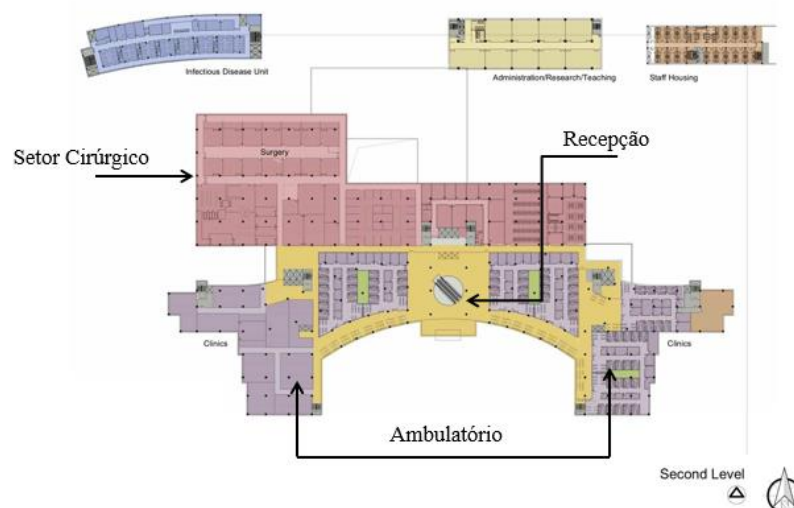 Infectious Disease Unit
Administration/Research/Teaching
Staff Housing
Setor Cirúrgico
Surgery
Recepção
Clinics
Clinics
Ambulatório
Second Level